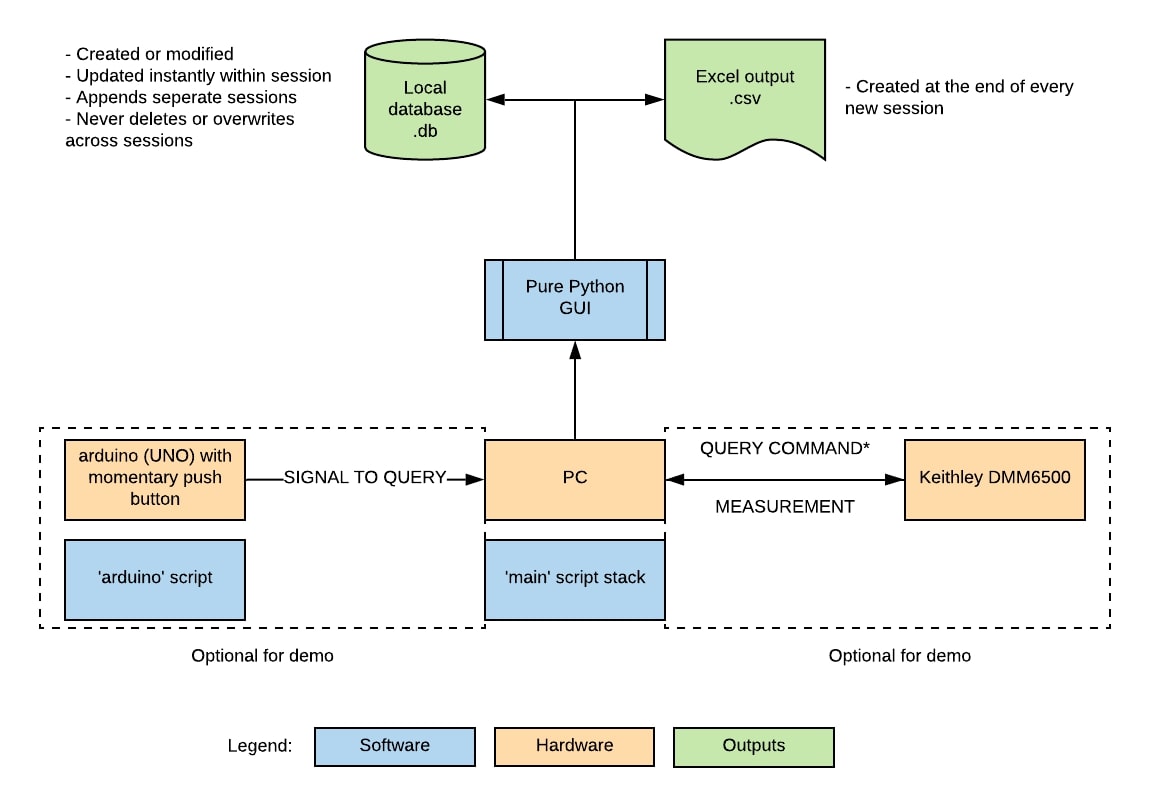 - Created or modified
- Updated instantly within session
- Appends seperate sessions
- Never deletes or overwrites
across sessions
Local
database
.db
Excel output
.csv
- Created at the end of every
new session
Pure Python
GUI
arduino (UNO) with
momentary push
button
SIGNAL TO QUERY
PC
QUERY COMMAND*
MEASUREMENT
Keithley DMM6500
'arduino' script
'main' script stack
Optional for demo
Optional for demo
Legend:
Software
Hardware
Outputs